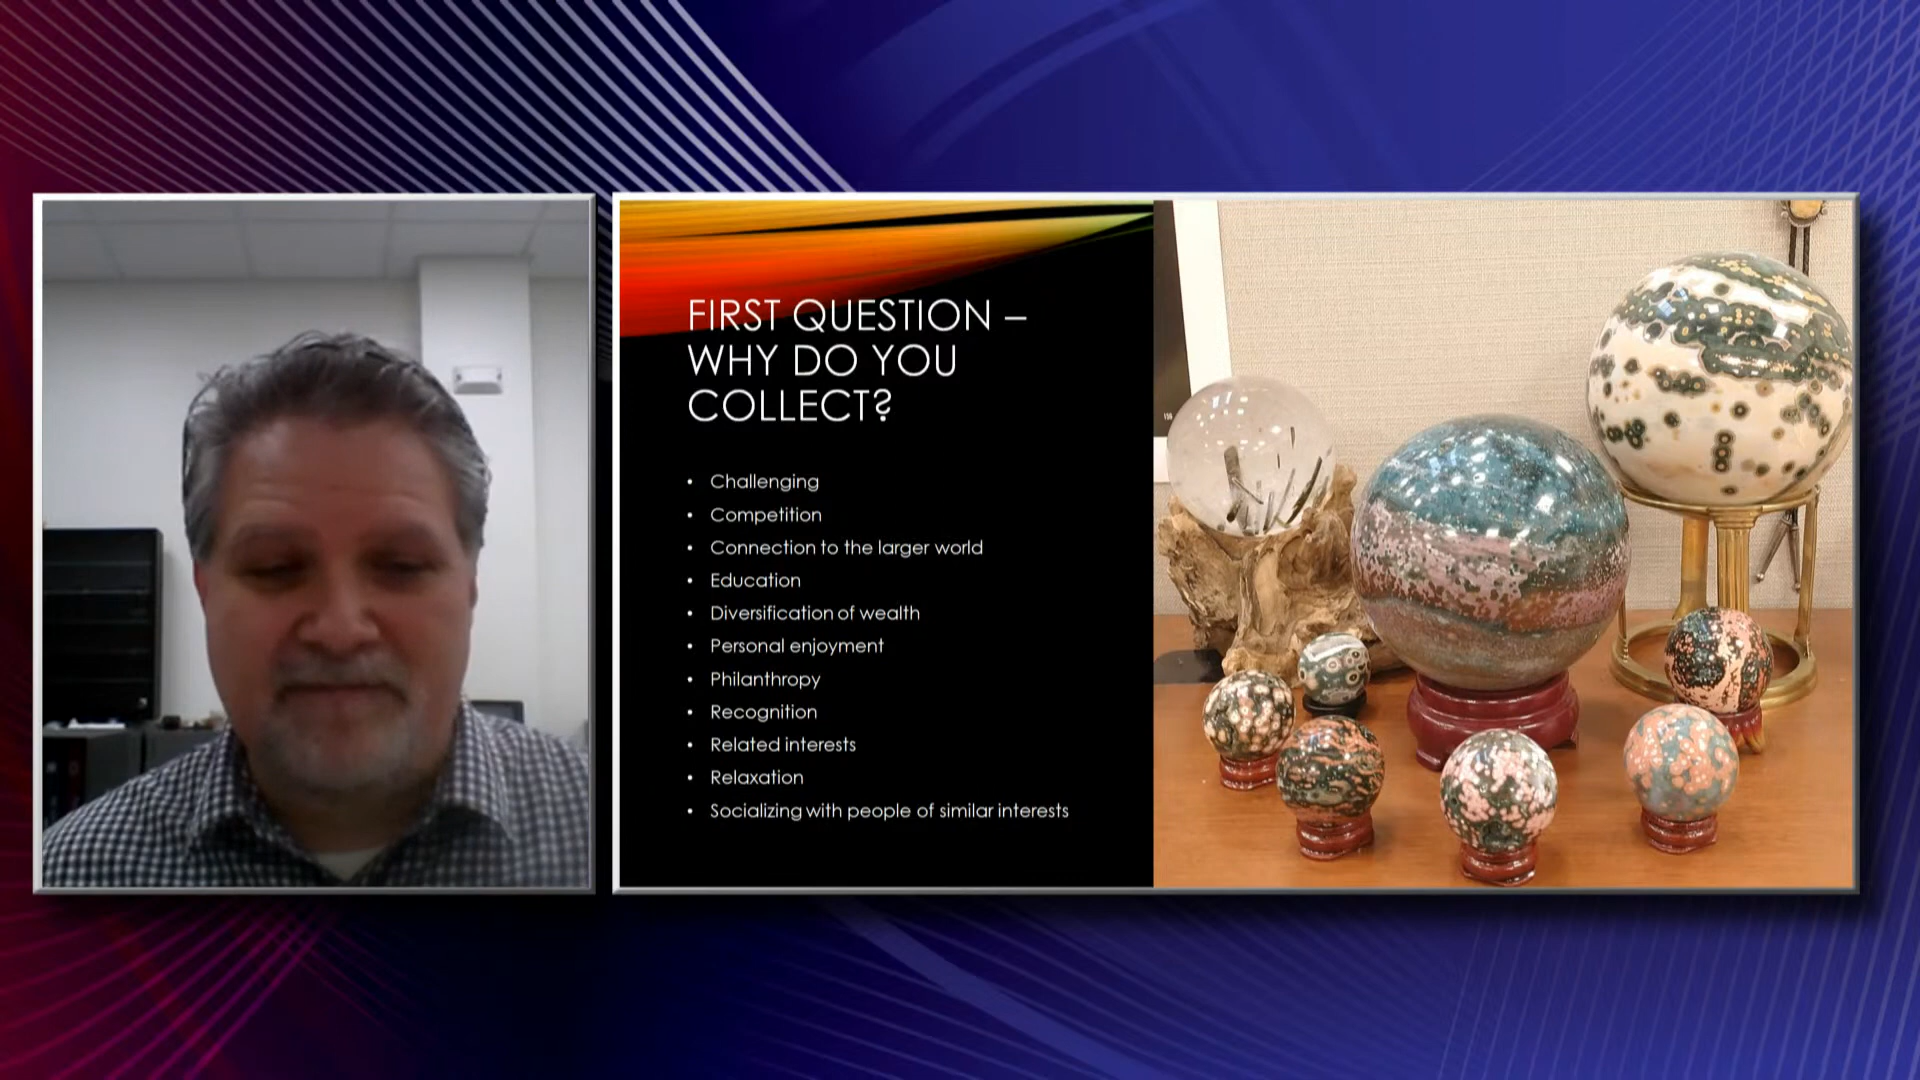 FIRST QUESTION –
WHY DO YOU
COLLECT?
• Challenging
• Competition
• Connection to the larger world
• Education
• Diversification of wealth
• Personal enjoyment
• Philanthropy
• Recognition
• Related interests
• Relaxation
• Socializing with people of similar interests